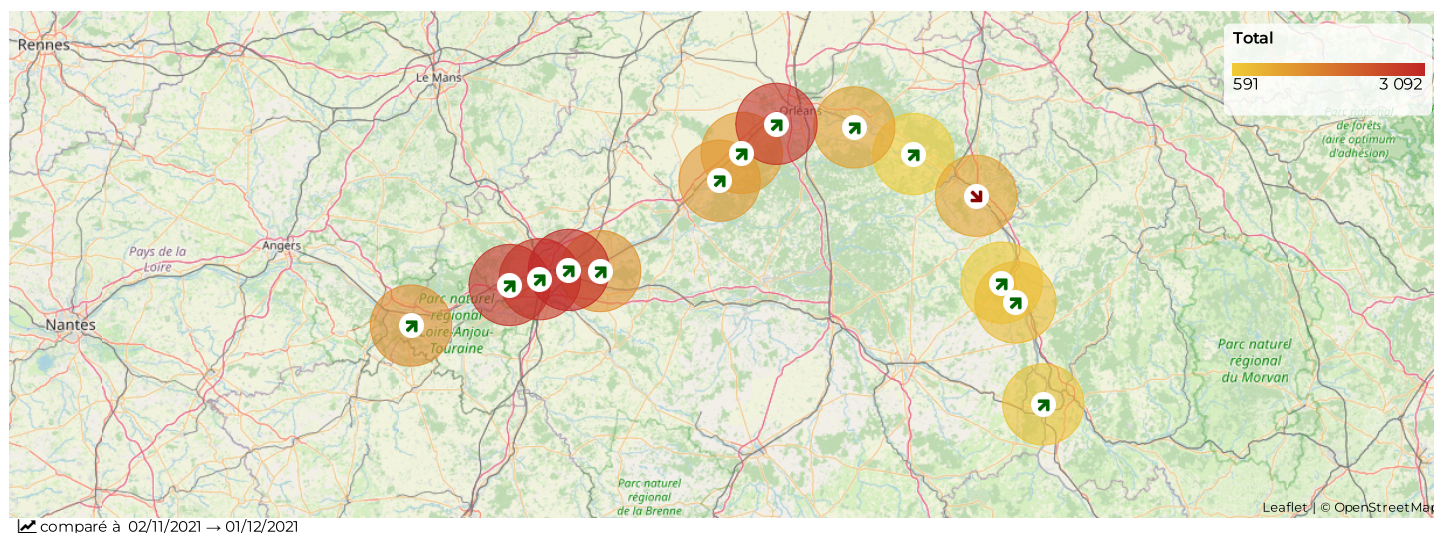 Rennes
Le Mans
Total
591
3 092
Orléans
de forêts
(aire optimum
d'adhésion)
Pays de la
Loire
Angers
Parc naturel
régional
Loire-Anjou-
Touraine
Nantes
Parc naturel
régional
du Morvan
Parc naturel
régional
de la Brenne
Leaflet | © OpenStreetMap
comparé à 02/11/2021 → 01/12/2021